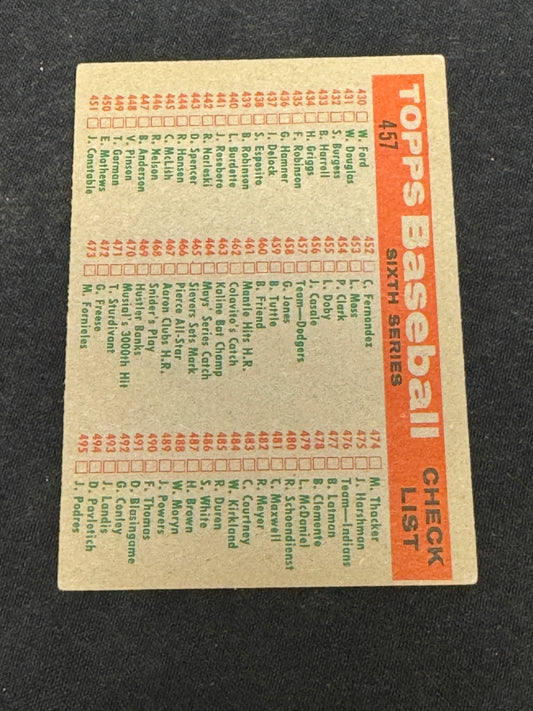 TOPPS Baseball CHECK LIST
457 SIXTH SERIES
430 W. Ford
431 W. Douglas
432 S. Burgess
433 B. Harrell
434 H. Griggs
435 F. Robinson
436 G. Hamner
437 J. Delock
438 S. Esposito
439 B. Robinson
440 L. Burdette
441 J. Roseboro
442 R. Narleski
443 D. Spencer
444 R. Hansen
445 C. McLish
446 R. Nelson
447 B. Anderson
448 V. Pinson
449 T. Gorman
450 E. Mathews
451 J. Constable
452 C. Fernandez
453 L. Moss
454 P. Clark
455 L. Doby
456 J. Casale
457 Team—Dodgers
458 G. Jones
459 B. Tuttle
460 B. Friend
461 Mantle Hits H.R.
462 Colavito's Catch
463 Kaline Bat Champ
464 Mays' Series Catch
465 Sievers Sets Mark
466 Pierce All-Star
467 Aaron Clubs H.R.
468 Snider's Play
469 Hustler Banks
470 Musial's 3000th Hit
471 T. Sturdivant
472 G. Freese
473 M. Fornieles
474 M. Thacker
475 J. Harshman
476 Team—Indians
477 B. Latman
478 B. Clemente
479 L. McDaniel
480 R. Schoendienst
481 C. Maxwell
482 R. Meyer
483 C. Courtney
484 W. Kirkland
485 R. Duren
486 S. White
487 H. Brown
488 W. Moryn
489 J. Powers
490 F. Thomas
491 D. Blasingame
492 G. Conley
493 J. Landis
494 D. Pavletich
495 J. Podres